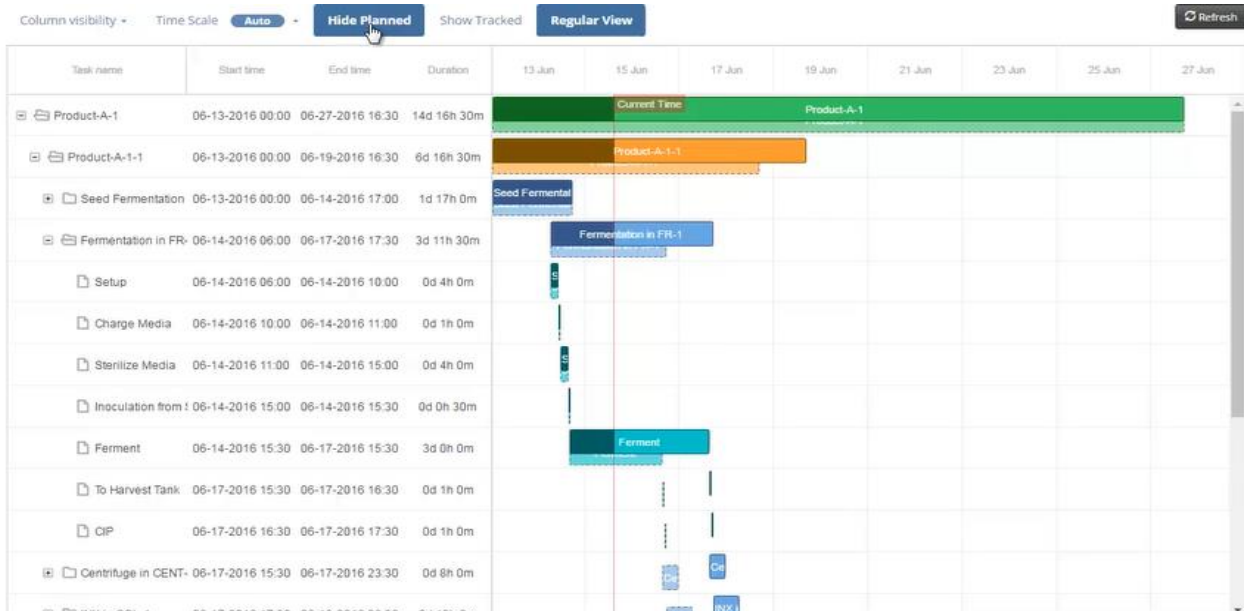 Column visibility Time Scale Auto Hide Planned Show Tracked Regular View Refresh
Task name Start time End time Duration 13 Jun 15 Jun 17 Jun 19 Jun 21 Jun 23 Jun 25 Jun 27 Jun
Current Time
Product-A-1 06-13-2016 00:00 06-27-2016 16:30 14d 16h 30m Product-A-1
Product-A-1-1 06-13-2016 00:00 06-19-2016 16:30 6d 16h 30m Product-A-1-1
Seed Fermentation 06-13-2016 00:00 06-14-2016 17:00 1d 17h 0m Seed Fermentat
Fermentation in FR- 06-14-2016 06:00 06-17-2016 17:30 3d 11h 30m Fermentation in FR-1
Setup 06-14-2016 06:00 06-14-2016 10:00 0d 4h 0m S
Charge Media 06-14-2016 10:00 06-14-2016 11:00 0d 1h 0m
Sterilize Media 06-14-2016 11:00 06-14-2016 15:00 0d 4h 0m S
Inoculation from 06-14-2016 15:00 06-14-2016 15:30 0d 0h 30m
Ferment 06-14-2016 15:30 06-17-2016 15:30 3d 0h 0m Ferment
To Harvest Tank 06-17-2016 15:30 06-17-2016 16:30 0d 1h 0m
CIP 06-17-2016 16:30 06-17-2016 17:30 0d 1h 0m
Centrifuge in CENT- 06-17-2016 15:30 06-17-2016 23:30 0d 8h 0m Ce Ce